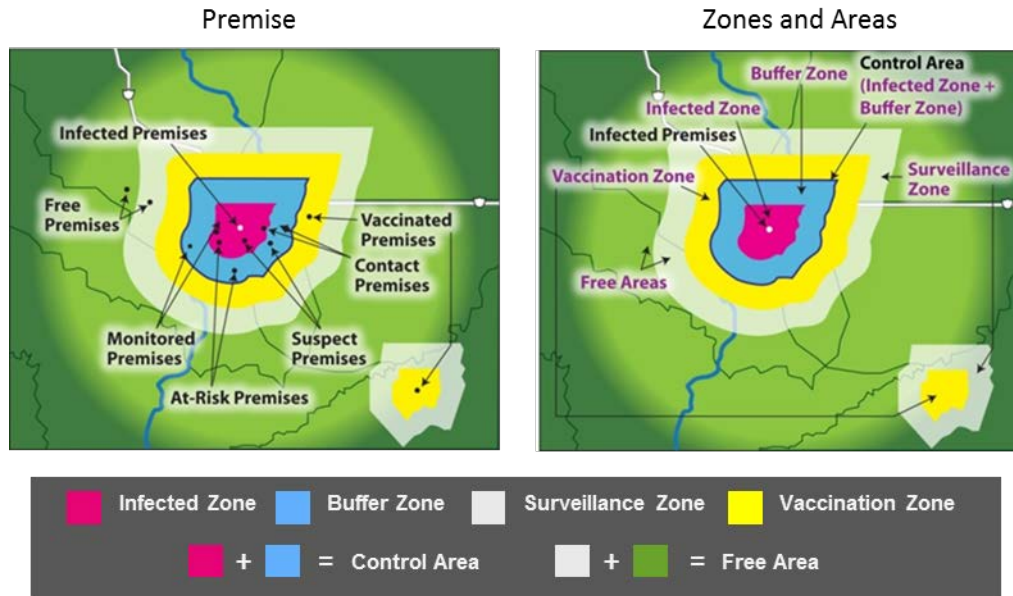 Premise
Infected Premises
Free
Premises
Vaccinated
Premises
Contact
Premises
Monitored
Premises
Suspect
Premises
At-Risk Premises
Zones and Areas
Buffer Zone
Control Area
(Infected Zone +
Buffer Zone)
Infected Zone
Infected Premises
Vaccination Zone
Surveillance
Zone
Free Areas
Infected Zone
Buffer Zone
Surveillance Zone
Vaccination Zone
+ = Control Area
+ = Free Area